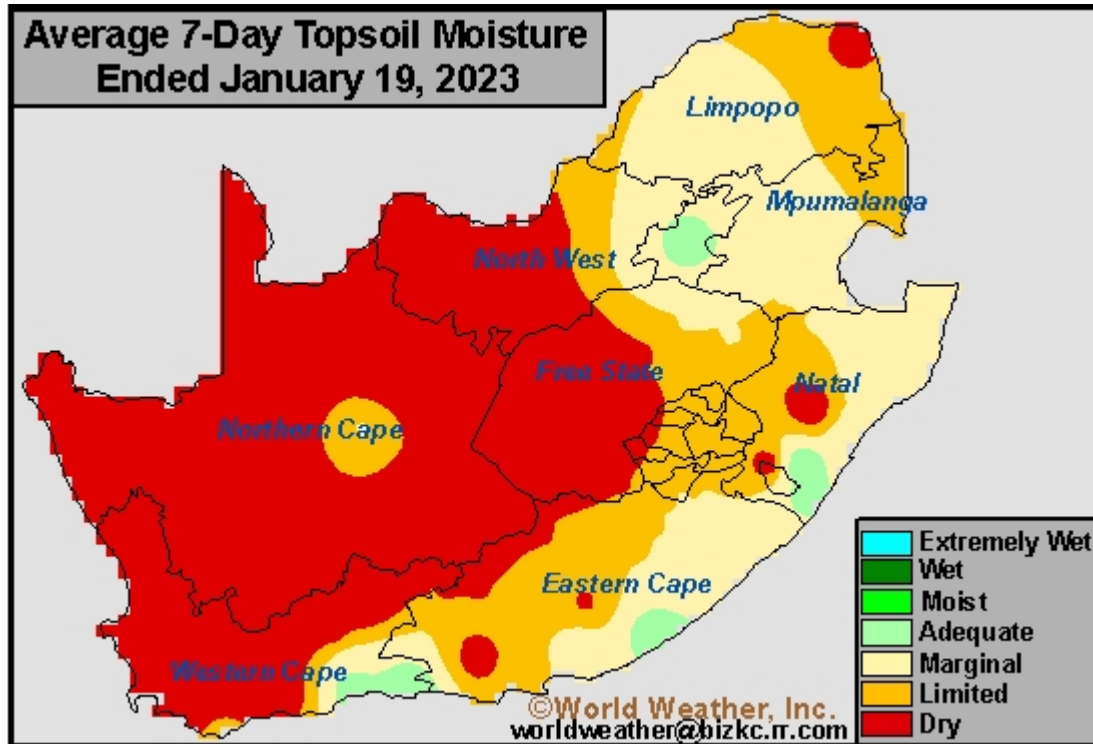 Average 7-Day Topsoil Moisture
Ended January 19, 2023
Limpopo
Mpumalanga
North West
Free State
Natal
Northern Cape
Eastern Cape
Western Cape
Extremely Wet
Wet
Moist
Adequate
Marginal
Limited
Dry
©World Weather, Inc.
worldweather@bizkc.rr.com